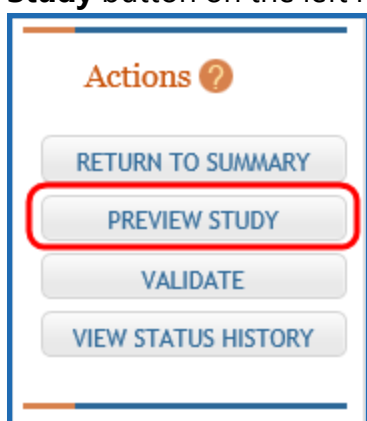 Study button on the left
Actions ?
RETURN TO SUMMARY
PREVIEW STUDY
VALIDATE
VIEW STATUS HISTORY